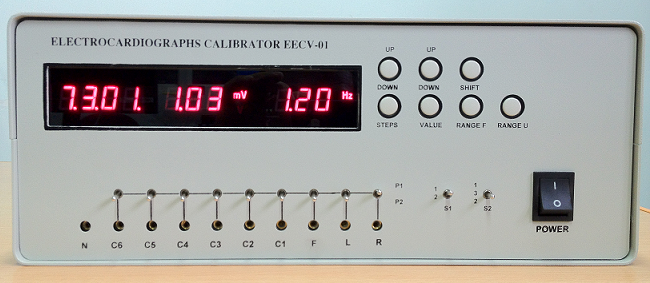 ELECTROCARDIOGRAPHS CALIBRATOR EECV-01
7.3.01. 1.03 mV 1.20 Hz
UP UP
DOWN DOWN SHIFT
STEPS VALUE RANGE F RANGE U
P1
P2
1
2
S1
1
3
2
S2
N C6 C5 C4 C3 C2 C1 F L R
I
O
POWER